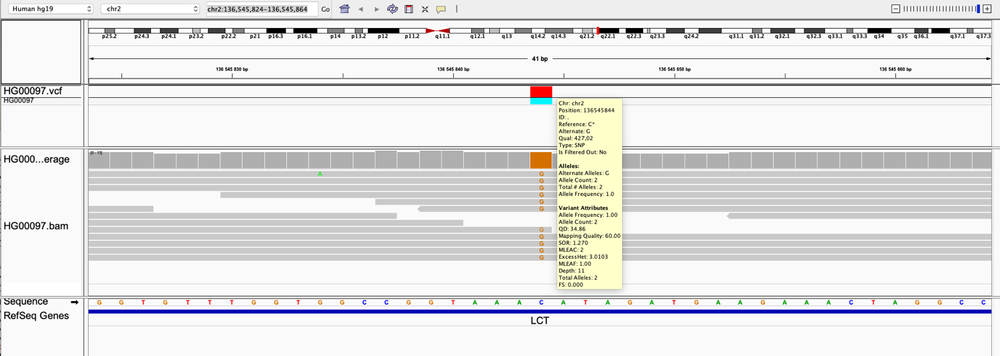 Human hg19 chr2 chr2:136,545,824-136,545,864 Go
p25.2 p24.3 p24.1 p23.2 p22.2 p21 p16.3 p16.1 p14 p13.2 p12 p11.2 q11.1 q12.1 q13 q14.2 q14.3 q21.2 q22.1 q22.3 q23.3 q24.2 q31.1 q31.2 q32.1 q32.3 q33.1 q34 q35 q36.1 q37.1 q37.3
41 bp
136 545 830 bp 136 545 840 bp 136 545 850 bp 136 545 860 bp
HG00097.vcf
HG00097
Chr: chr2
Position: 136545844
ID: .
Reference: C*
Alternate: G
Qual: 427,02
Type: SNP
Is Filtered Out: No
Alleles:
Alternate Alleles: G
Allele Count: 2
Total # Alleles: 2
Allele Frequency: 1.0
Variant Attributes
Allele Frequency: 1.00
Allele Count: 2
QD: 34.86
Mapping Quality: 60.00
SOR: 1.270
MLEAC: 2
ExcessHet: 3.0103
MLEAF: 1.00
Depth: 11
Total Alleles: 2
FS: 0.000
HG000...erage
[0 - 13]
A G
G
G
G
G
G
HG00097.bam
G
G
G
G
G
Sequence G G T G T T T G G T G G C C G G T A A A C A T A G A T G A A G A A A C T A G G C C
RefSeq Genes
LCT